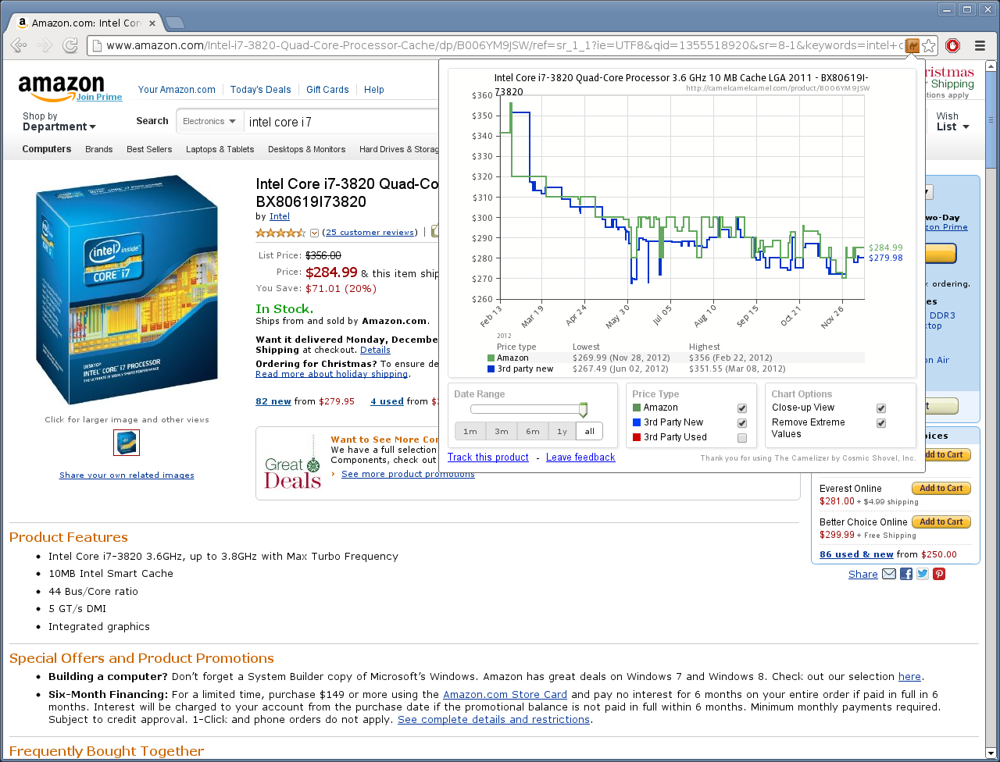 Amazon.com: Intel Cor
www.amazon.com/Intel-i7-3820-Quad-Core-Processor-Cache/dp/B006YM9JSW/ref=sr_1_1?ie=UTF8&qid=1355518920&sr=8-1&keywords=intel+c
amazon
Join Prime
Your Amazon.com
Today's Deals
Gift Cards
Help
hristmas
Shipping
tions apply
Shop by
Department
Search
Electronics
intel core i7
Wish
List
Computers
Brands
Best Sellers
Laptops & Tablets
Desktops & Monitors
Hard Drives & Storag
Intel Core i7-3820 Quad-Co
BX80619I73820
by Intel
(25 customer reviews)
List Price: $356.00
Price: $284.99 & this item ship
You Save: $71.01 (20%)
In Stock.
Ships from and sold by Amazon.com.
Want it delivered Monday, Decembe
Shipping at checkout. Details
Ordering for Christmas? To ensure de
Read more about holiday shipping.
82 new from $279.95
4 used from $2
intel inside
CORE i7
DESKTOP
INTEL® CORE™ i7 PROCESSOR
THE ULTIMATE IN VISIBLY SMART PERFORMANCE
Click for larger image and other views
Share your own related images
Great
Deals
Want to See More Co
We have a full selection
Components, check out
See more product promotions
Intel Core i7-3820 Quad-Core Processor 3.6 GHz 10 MB Cache LGA 2011 - BX80619I-
73820
http://camelcamelcamel.com/product/B006YM9JSW
$360
$350
$340
$330
$320
$310
$300
$290
$280
$270
$260
$284.99
$279.98
Feb 13
Mar 19
Apr 24
May 30
Jul 05
Aug 10
Sep 15
Oct 21
Nov 26
2012
Price type Lowest Highest
Amazon $269.99 (Nov 28, 2012) $356 (Feb 22, 2012)
3rd party new $267.49 (Jun 02, 2012) $351.55 (Mar 08, 2012)
Date Range
1m 3m 6m 1y all
Price Type
Amazon
3rd Party New
3rd Party Used
Chart Options
Close-up View
Remove Extreme
Values
Track this product - Leave feedback
Thank you for using The Camelizer by Cosmic Shovel, Inc.
wo-Day
zon Prime
ordering.
es
DDR3
ktop
on Air
t
oices
dd to Cart
Everest Online
Add to Cart
$281.00 + $4.99 shipping
Better Choice Online
Add to Cart
$299.99 + Free Shipping
86 used & new from $250.00
Share
Product Features
Intel Core i7-3820 3.6GHz, up to 3.8GHz with Max Turbo Frequency
10MB Intel Smart Cache
44 Bus/Core ratio
5 GT/s DMI
Integrated graphics
Special Offers and Product Promotions
Building a computer? Don't forget a System Builder copy of Microsoft's Windows. Amazon has great deals on Windows 7 and Windows 8. Check out our selection here.
Six-Month Financing: For a limited time, purchase $149 or more using the Amazon.com Store Card and pay no interest for 6 months on your entire order if paid in full in 6
months. Interest will be charged to your account from the purchase date if the promotional balance is not paid in full within 6 months. Minimum monthly payments required.
Subject to credit approval. 1-Click and phone orders do not apply. See complete details and restrictions.
Frequently Bought Together